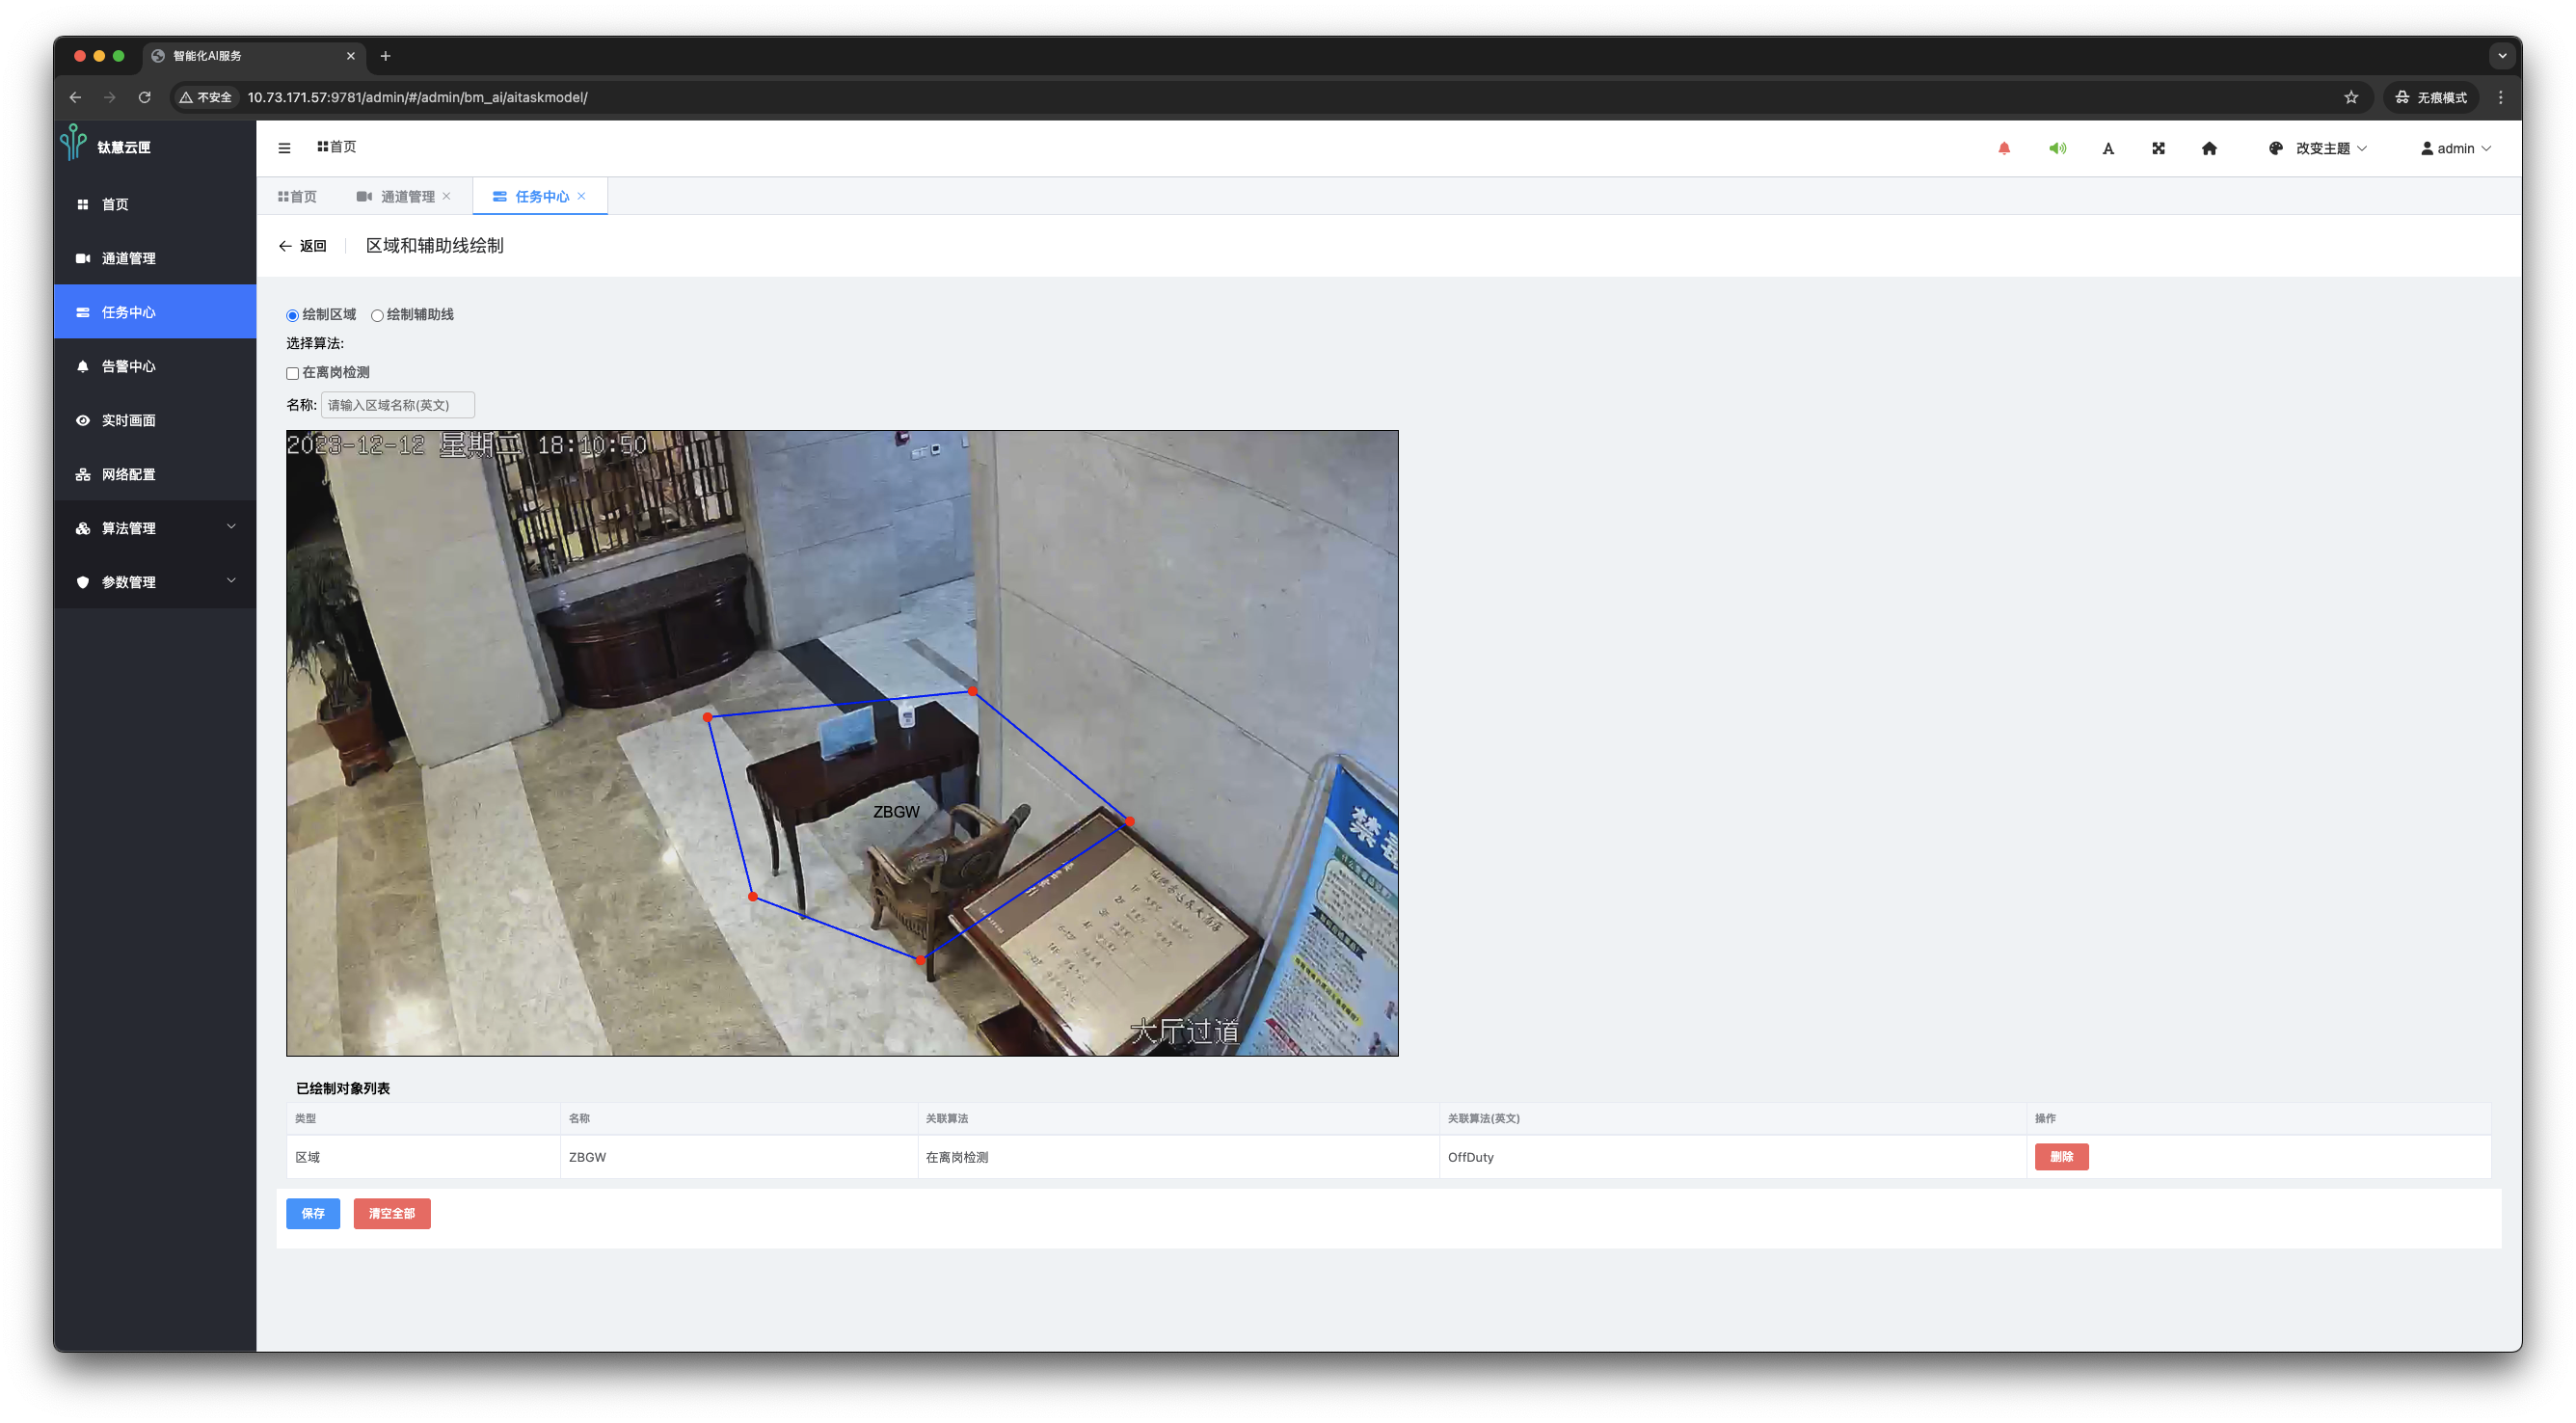 智能化AI服务
不安全 10.73.171.57:9781/admin/#/admin/bm_ai/aitaskmodel/ 无痕模式
钛慧云匣
首页
改变主题
admin
首页
通道管理
任务中心
告警中心
实时画面
网络配置
算法管理
参数管理
首页 通道管理 任务中心
返回 区域和辅助线绘制
绘制区域 绘制辅助线
选择算法:
在离岗检测
名称: 请输入区域名称(英文)
2023-12-12 星期二 18:10:50
ZBGW
禁毒
大厅过道
已绘制对象列表
类型 名称 关联算法 关联算法(英文) 操作
区域 ZBGW 在离岗检测 OffDuty 删除
保存 清空全部